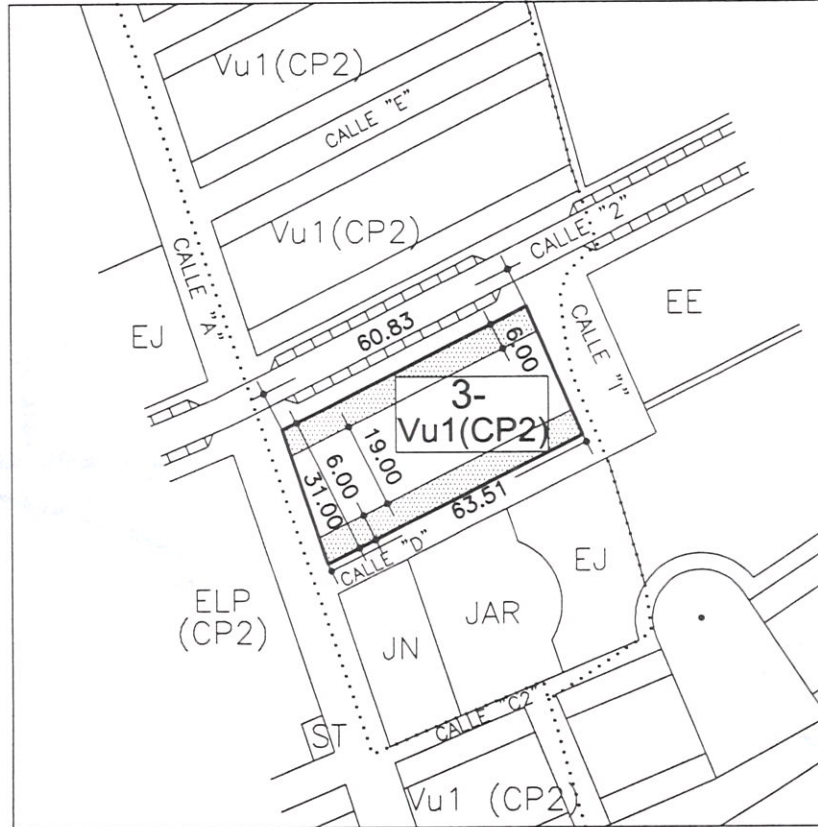 Vu1(CP2)
CALLE "E"
Vu1(CP2)
CALLE "2"
CALLE "A"
EJ
EE
60.83
6.00
CALLE "1"
3-
Vu1(CP2)
19.00
6.00
31.00
63.51
CALLE "D"
EJ
ELP
(CP2)
JAR
JN
CALLE "C2"
ST
Vu1 (CP2)